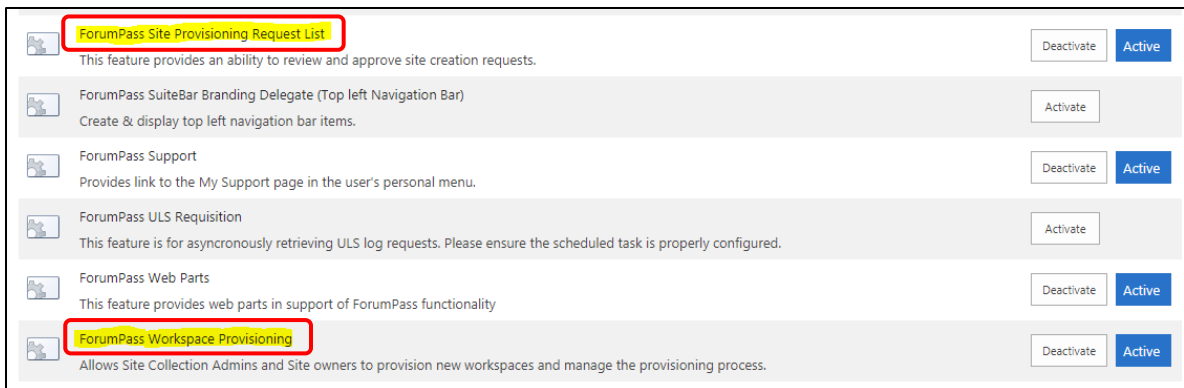 ForumPass Site Provisioning Request List
This feature provides an ability to review and approve site creation requests.
Deactivate Active
ForumPass SuiteBar Branding Delegate (Top left Navigation Bar)
Create & display top left navigation bar items.
Activate
ForumPass Support
Provides link to the My Support page in the user's personal menu.
Deactivate Active
ForumPass ULS Requisition
This feature is for asyncronously retrieving ULS log requests. Please ensure the scheduled task is properly configured.
Activate
ForumPass Web Parts
This feature provides web parts in support of ForumPass functionality
Deactivate Active
ForumPass Workspace Provisioning
Allows Site Collection Admins and Site owners to provision new workspaces and manage the provisioning process.
Deactivate Active